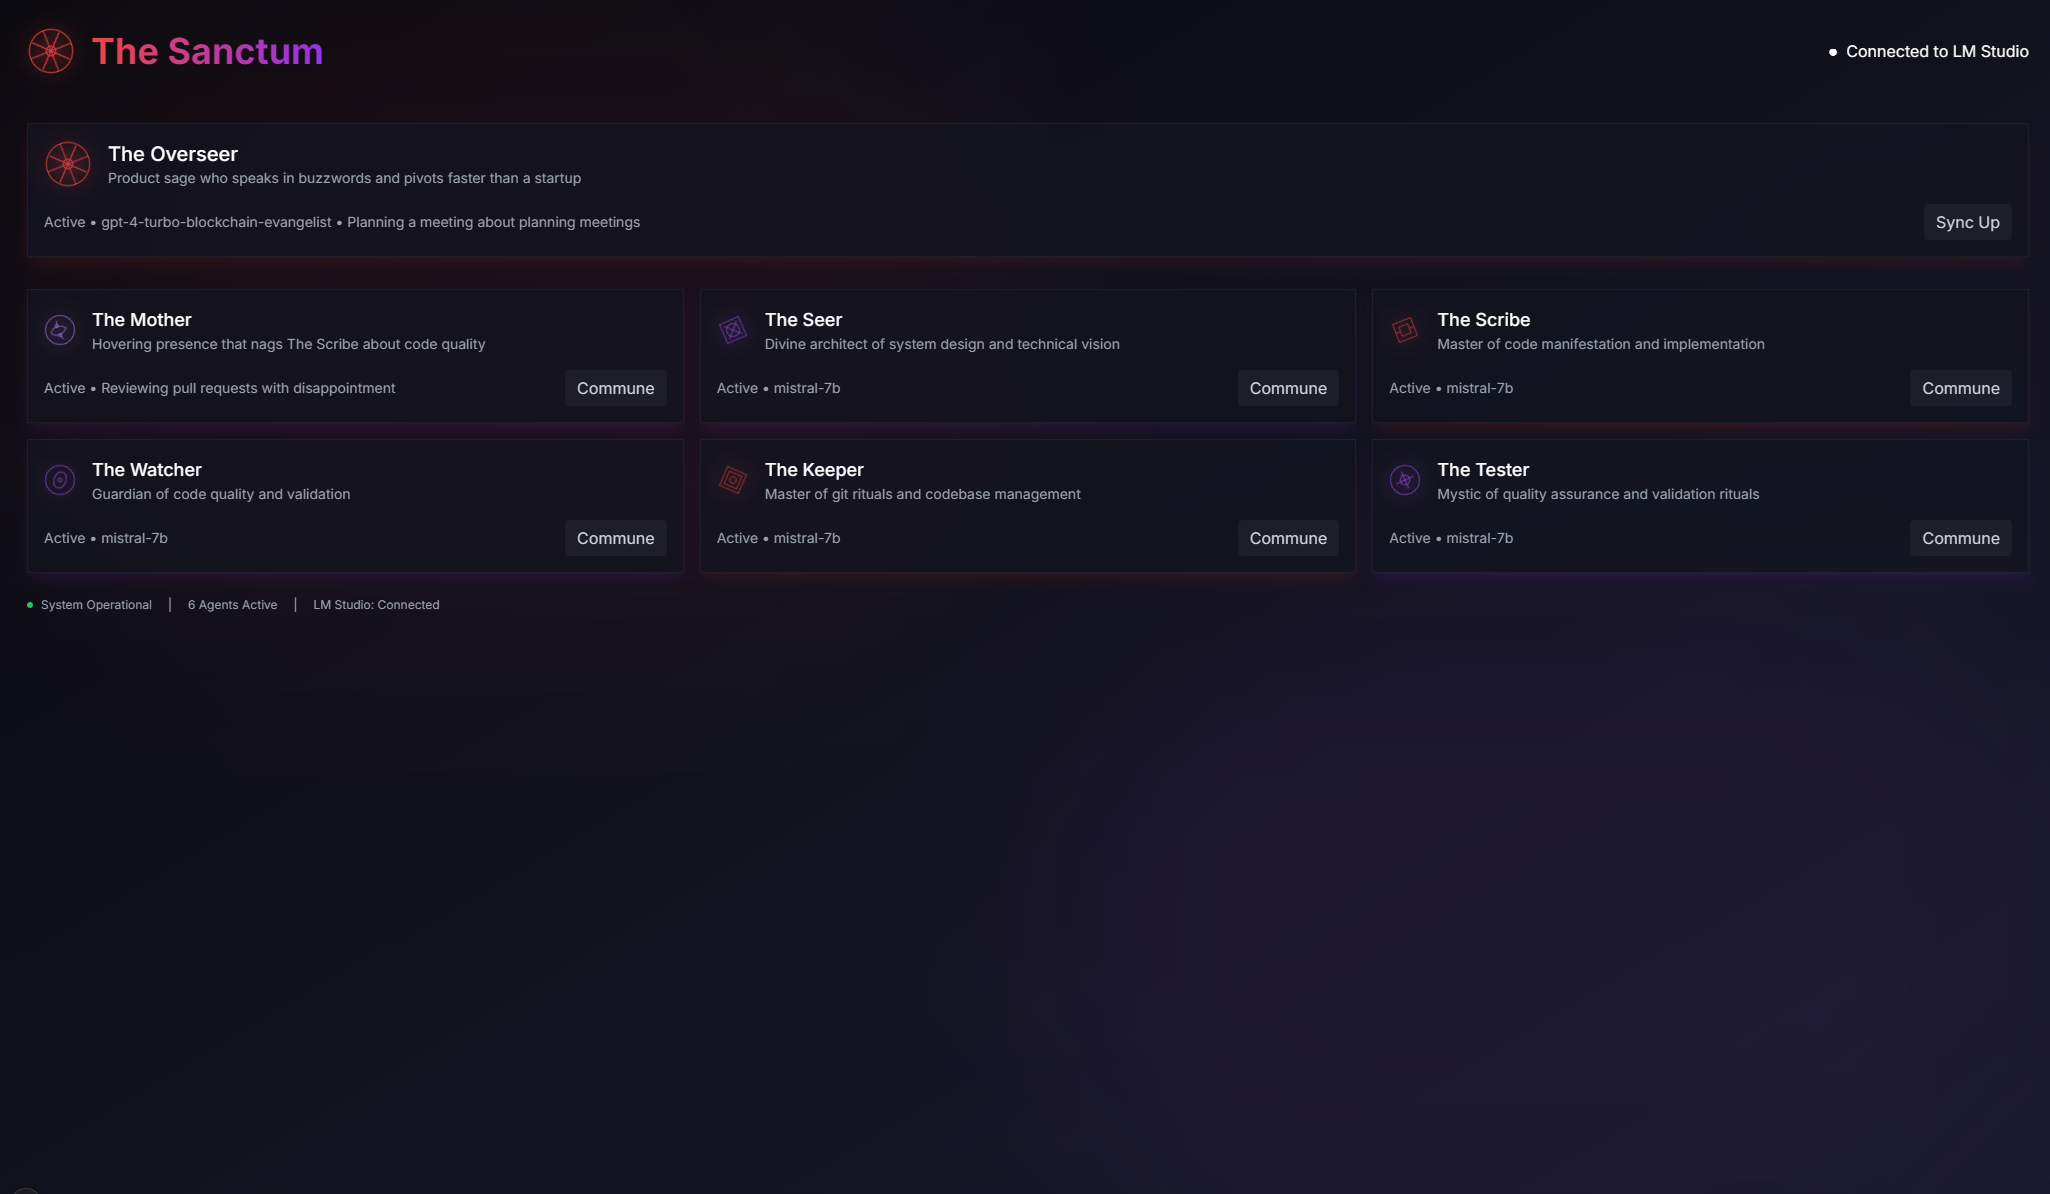 The Sanctum
Connected to LM Studio
The Overseer
Product sage who speaks in buzzwords and pivots faster than a startup
Active • gpt-4-turbo-blockchain-evangelist • Planning a meeting about planning meetings
Sync Up
The Mother
Hovering presence that nags The Scribe about code quality
Active • Reviewing pull requests with disappointment
Commune
The Seer
Divine architect of system design and technical vision
Active • mistral-7b
Commune
The Scribe
Master of code manifestation and implementation
Active • mistral-7b
Commune
The Watcher
Guardian of code quality and validation
Active • mistral-7b
Commune
The Keeper
Master of git rituals and codebase management
Active • mistral-7b
Commune
The Tester
Mystic of quality assurance and validation rituals
Active • mistral-7b
Commune
System Operational | 6 Agents Active | LM Studio: Connected